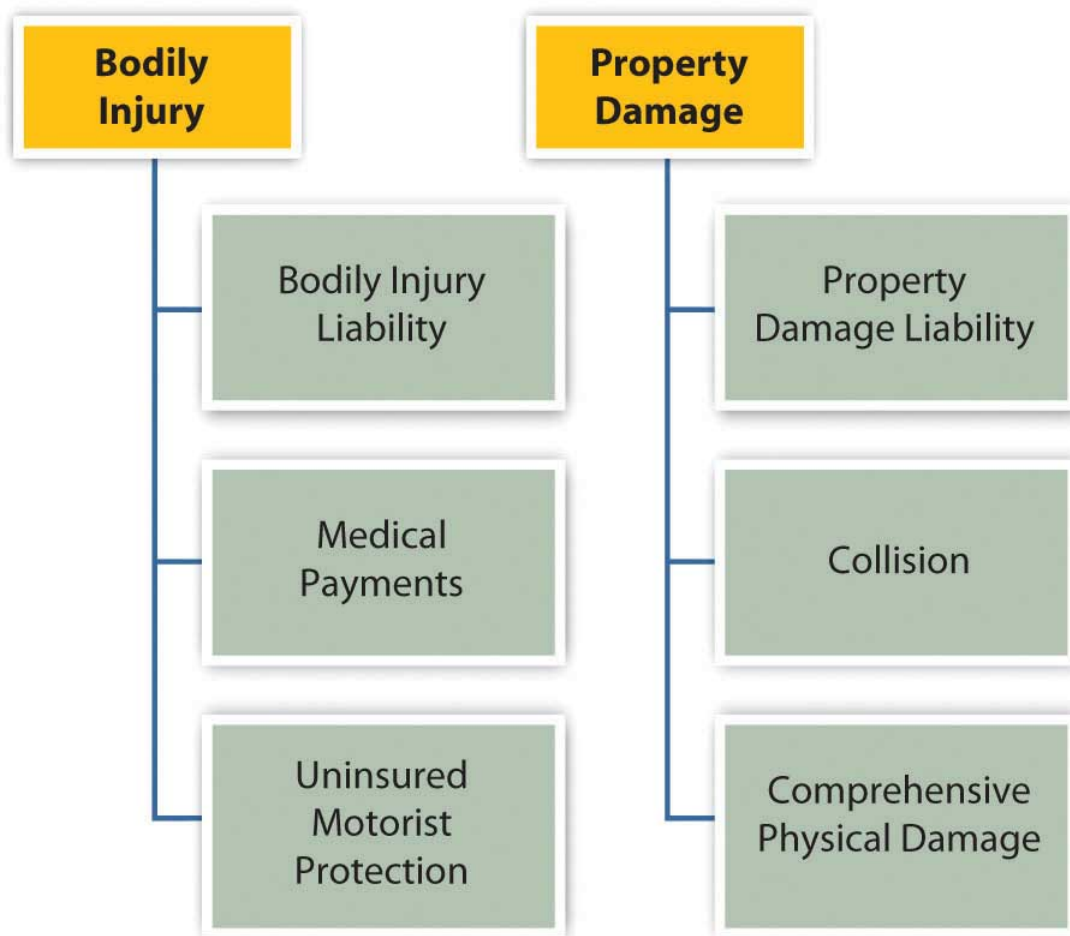 Bodily
Injury
Bodily Injury
Liability
Medical
Payments
Uninsured
Motorist
Protection
Property
Damage
Property
Damage Liability
Collision
Comprehensive
Physical Damage